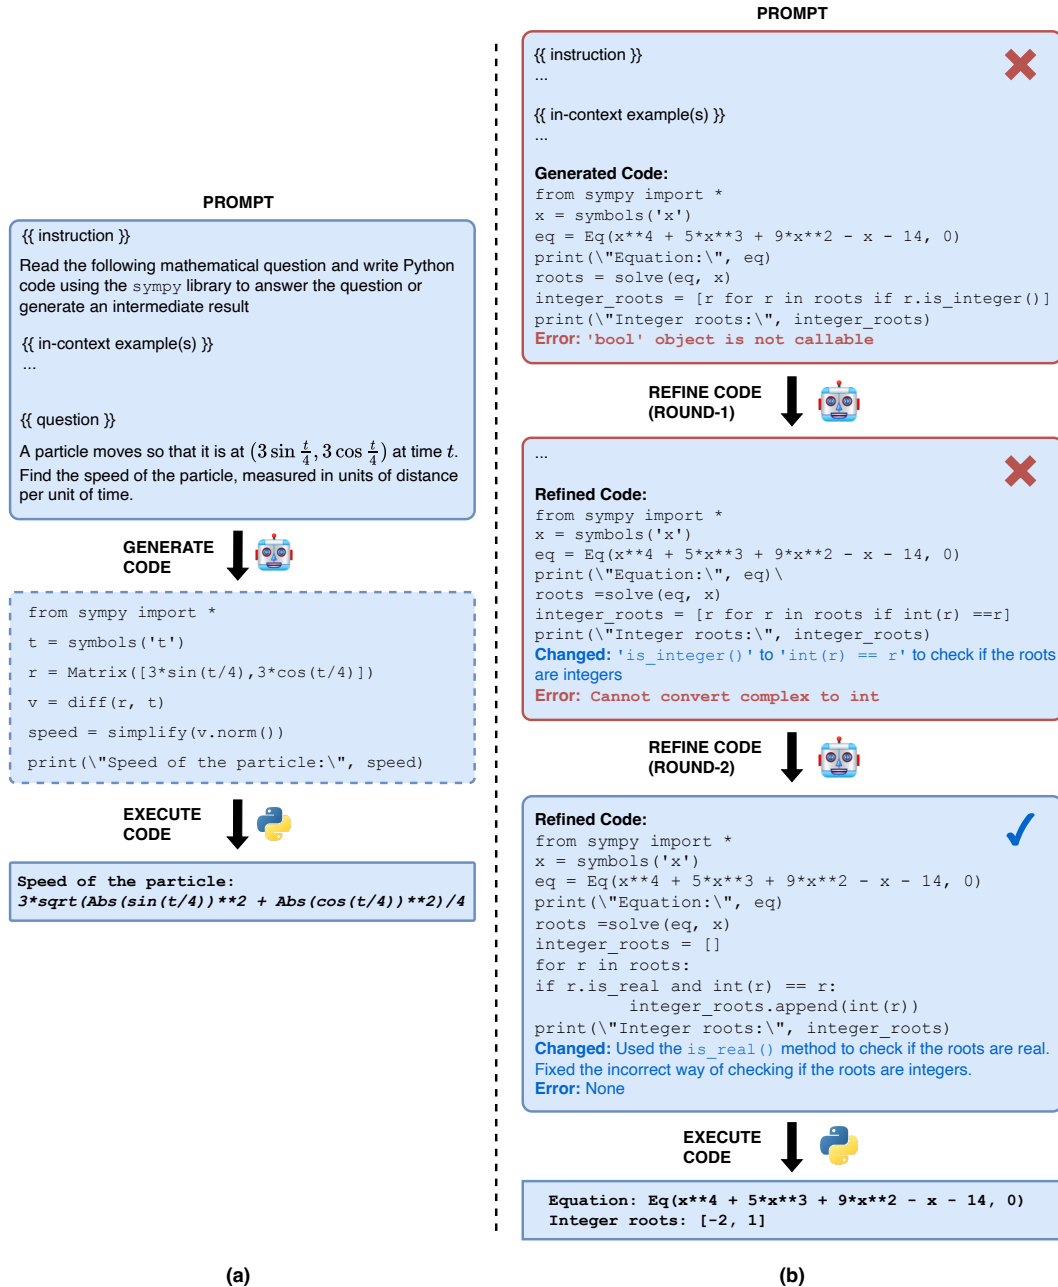 PROMPT
{{ instruction }}
Read the following mathematical question and write Python
code using the sympy library to answer the question or
generate an intermediate result
{{ in-context example(s) }}
...
{{ question }}
A particle moves so that it is at (3 sin t/4, 3 cos t/4) at time t.
Find the speed of the particle, measured in units of distance
per unit of time.
GENERATE
CODE
from sympy import *
t = symbols('t')
r = Matrix([3*sin(t/4),3*cos(t/4)])
v = diff(r, t)
speed = simplify(v.norm())
print(\"Speed of the particle:\", speed)
EXECUTE
CODE
Speed of the particle:
3*sqrt(Abs(sin(t/4))**2 + Abs(cos(t/4))**2)/4
(a)
PROMPT
{{ instruction }}
...
{{ in-context example(s) }}
...
Generated Code:
from sympy import *
x = symbols('x')
eq = Eq(x**4 + 5*x**3 + 9*x**2 - x - 14, 0)
print(\"Equation:\", eq)
roots = solve(eq, x)
integer_roots = [r for r in roots if r.is_integer()]
print(\"Integer roots:\", integer_roots)
Error: 'bool' object is not callable
REFINE CODE
(ROUND-1)
...
Refined Code:
from sympy import *
x = symbols('x')
eq = Eq(x**4 + 5*x**3 + 9*x**2 - x - 14, 0)
print(\"Equation:\", eq)\
roots =solve(eq, x)
integer_roots = [r for r in roots if int(r) ==r]
print(\"Integer roots:\", integer_roots)
Changed: 'is_integer()' to 'int(r) == r' to check if the roots
are integers
Error: Cannot convert complex to int
REFINE CODE
(ROUND-2)
Refined Code:
from sympy import *
x = symbols('x')
eq = Eq(x**4 + 5*x**3 + 9*x**2 - x - 14, 0)
print(\"Equation:\", eq)
roots =solve(eq, x)
integer_roots = []
for r in roots:
if r.is_real and int(r) == r:
integer_roots.append(int(r))
print(\"Integer roots:\", integer_roots)
Changed: Used the is_real() method to check if the roots are real.
Fixed the incorrect way of checking if the roots are integers.
Error: None
EXECUTE
CODE
Equation: Eq(x**4 + 5*x**3 + 9*x**2 - x - 14, 0)
Integer roots: [-2, 1]
(b)